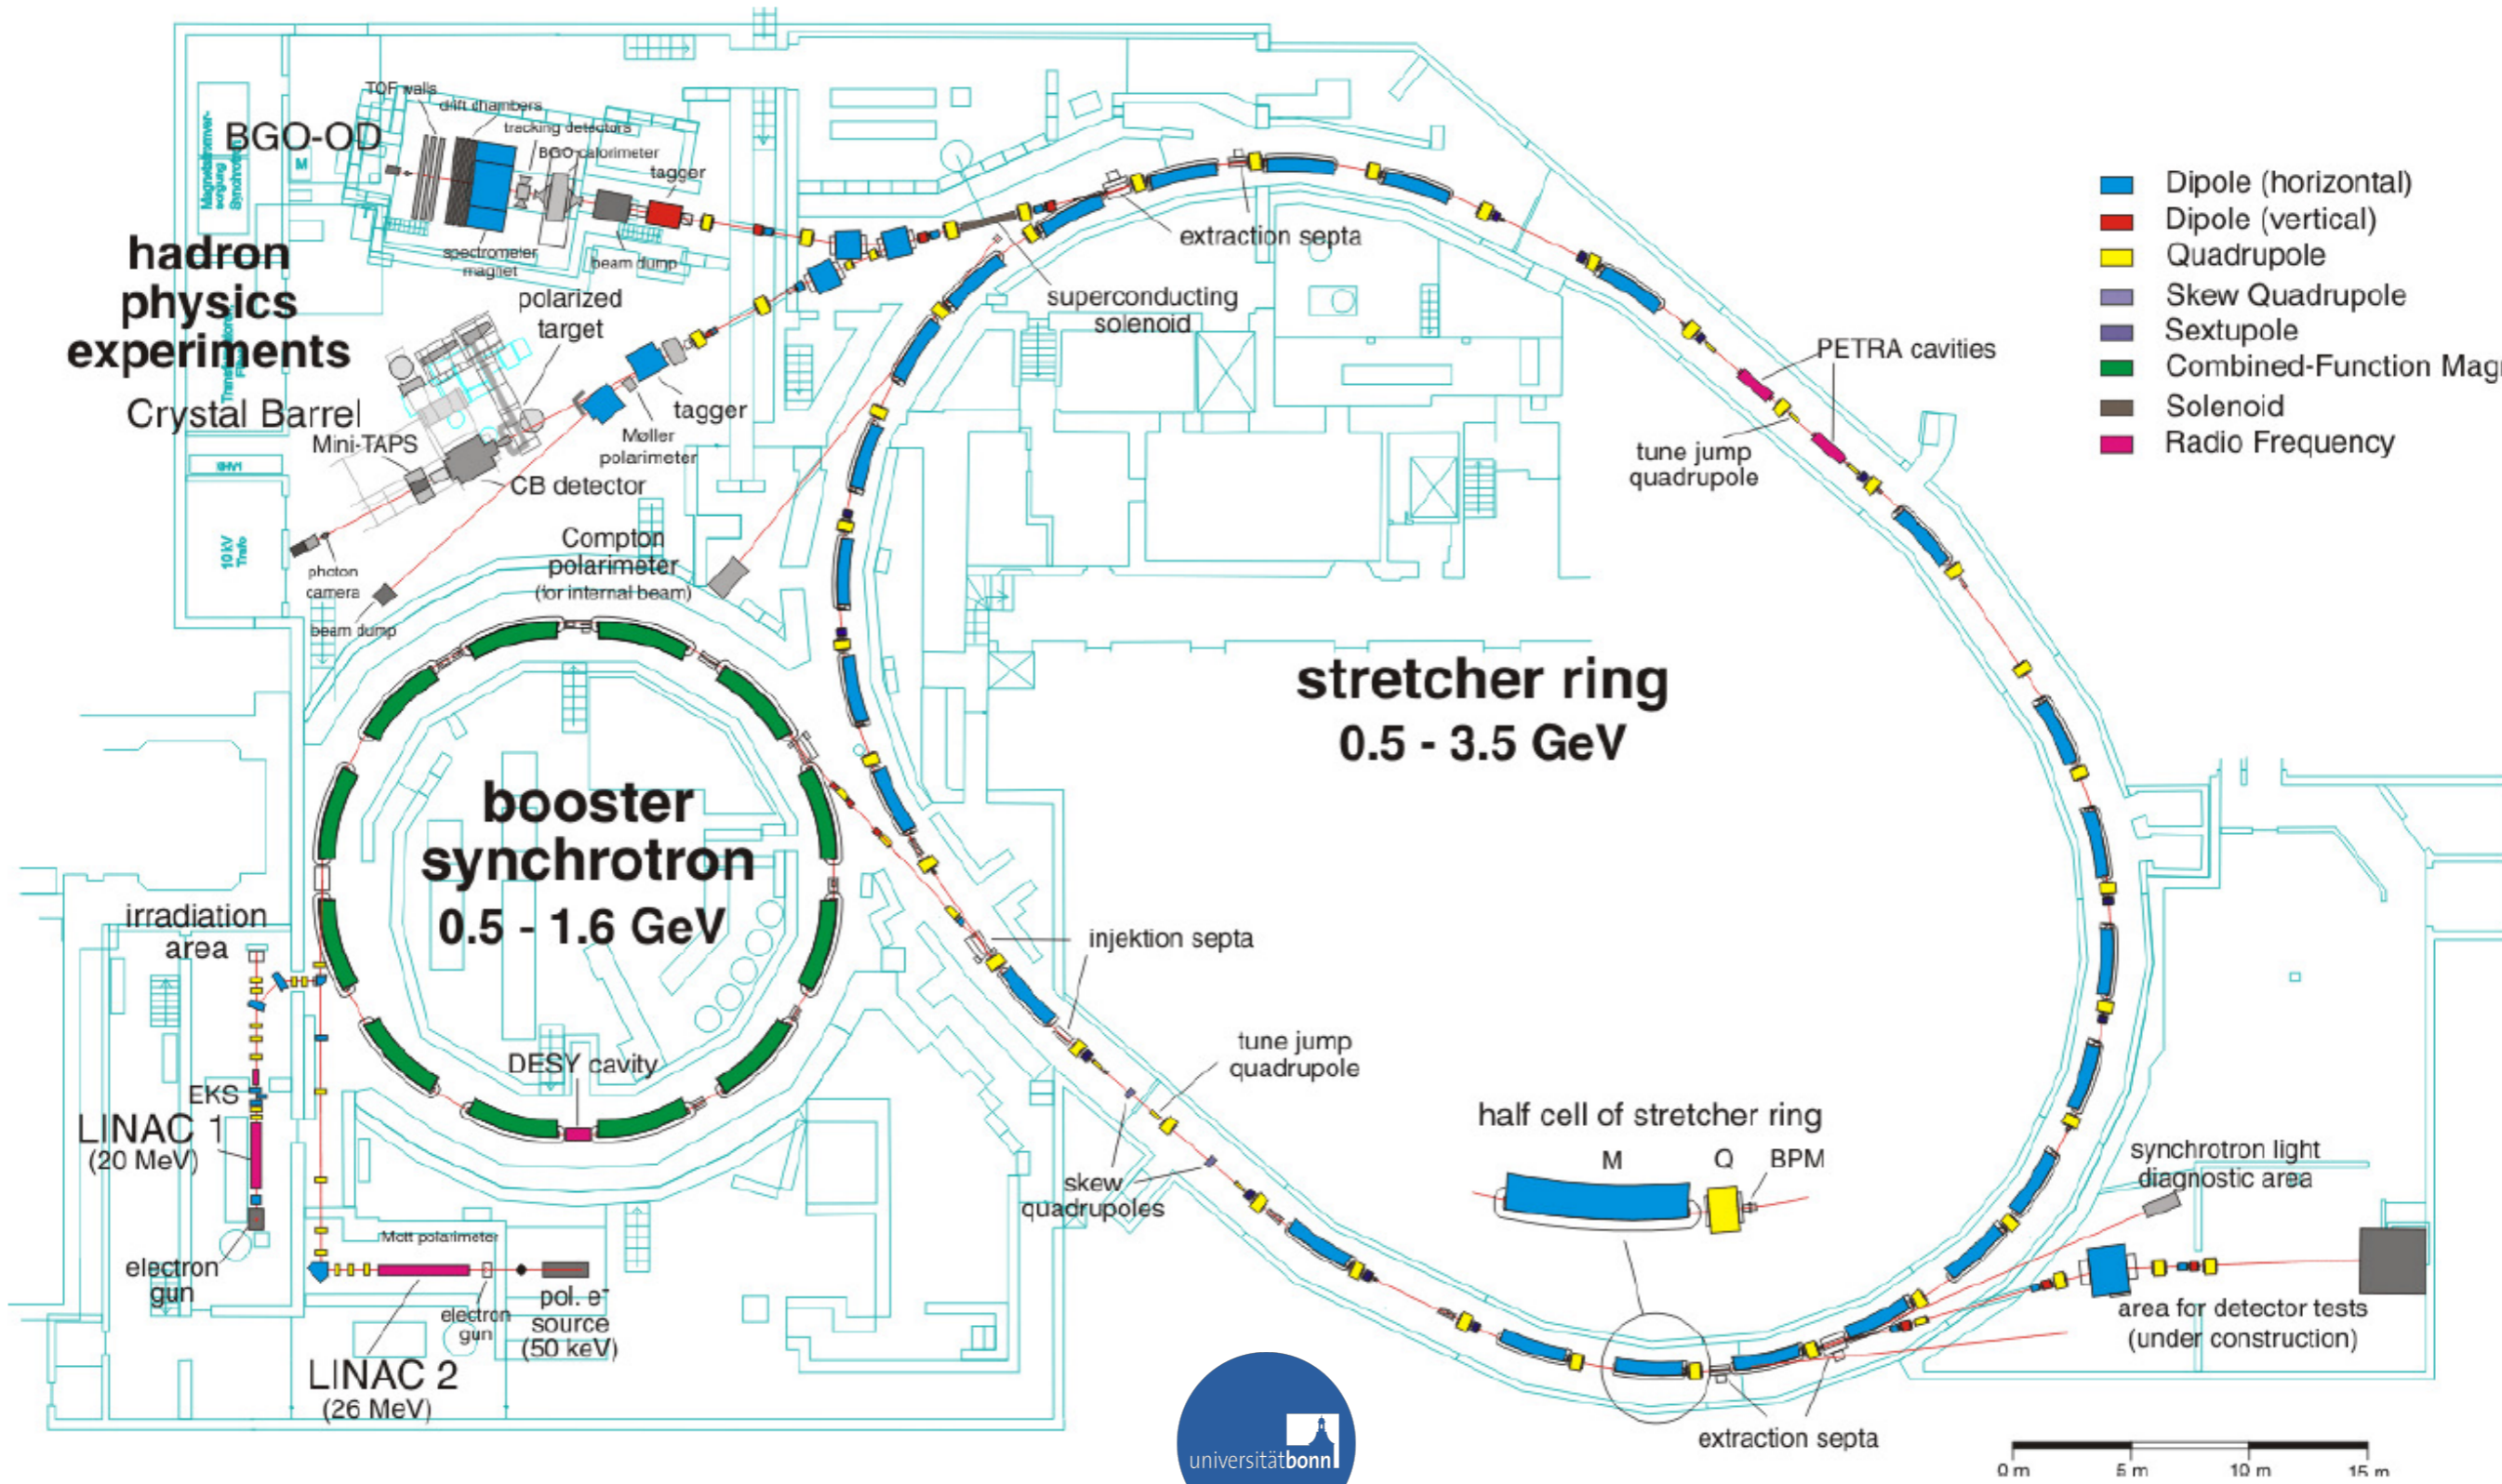 TOF walls
drift chambers
tracking detectors
BGO-OD
BGO calorimeter
tagger
M
Magnetstromver-
sorgung
Synchrotron
spectrometer
magnet
beam dump
hadron
physics
experiments
polarized
target
Crystal Barrel
Mini-TAPS
tagger
Møller
polarimeter
CB detector
10kV
Trafo
photon
camera
beam dump
Compton
polarimeter
(for internal beam)
extraction septa
superconducting
solenoid
PETRA cavities
tune jump
quadrupole
Dipole (horizontal)
Dipole (vertical)
Quadrupole
Skew Quadrupole
Sextupole
Combined-Function Mag
Solenoid
Radio Frequency
stretcher ring
0.5 - 3.5 GeV
booster
synchrotron
0.5 - 1.6 GeV
irradiation
area
injektion septa
DESY cavity
EKS
LINAC 1
(20 MeV)
electron
gun
Mott polarimeter
electron
gun
pol. e-
source
(50 keV)
LINAC 2
(26 MeV)
tune jump
quadrupole
skew
quadrupoles
half cell of stretcher ring
M Q BPM
synchrotron light
diagnostic area
area for detector tests
(under construction)
extraction septa
universitätbonn
0 m 5 m 10 m 15 m